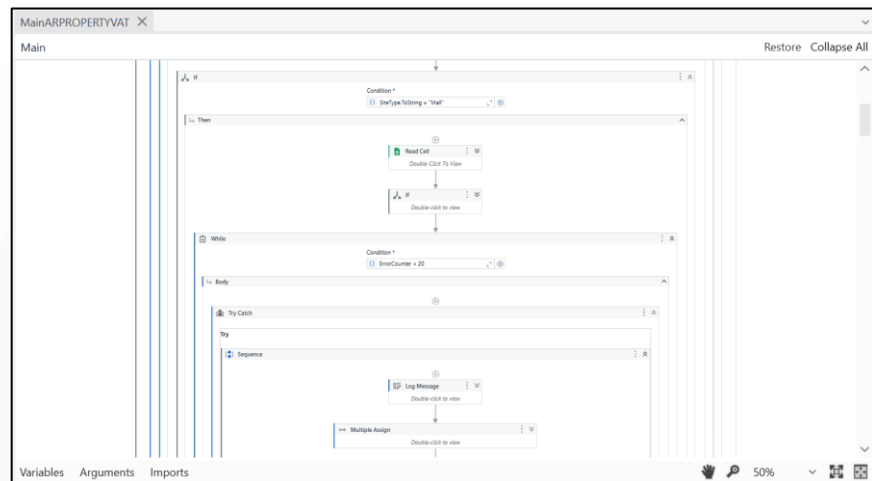 MainARPROPERTYVAT
Main Restore Collapse All
If
Condition *
SiteType.ToString = "Mall"
Then
Read Cell
Double-Click To View
If
Double-click to view
While
Condition *
ErrorCounter < 20
Body
Try Catch
Try
Sequence
Log Message
Double-click to view
Multiple Assign
Double-click to view
Variables Arguments Imports 50%